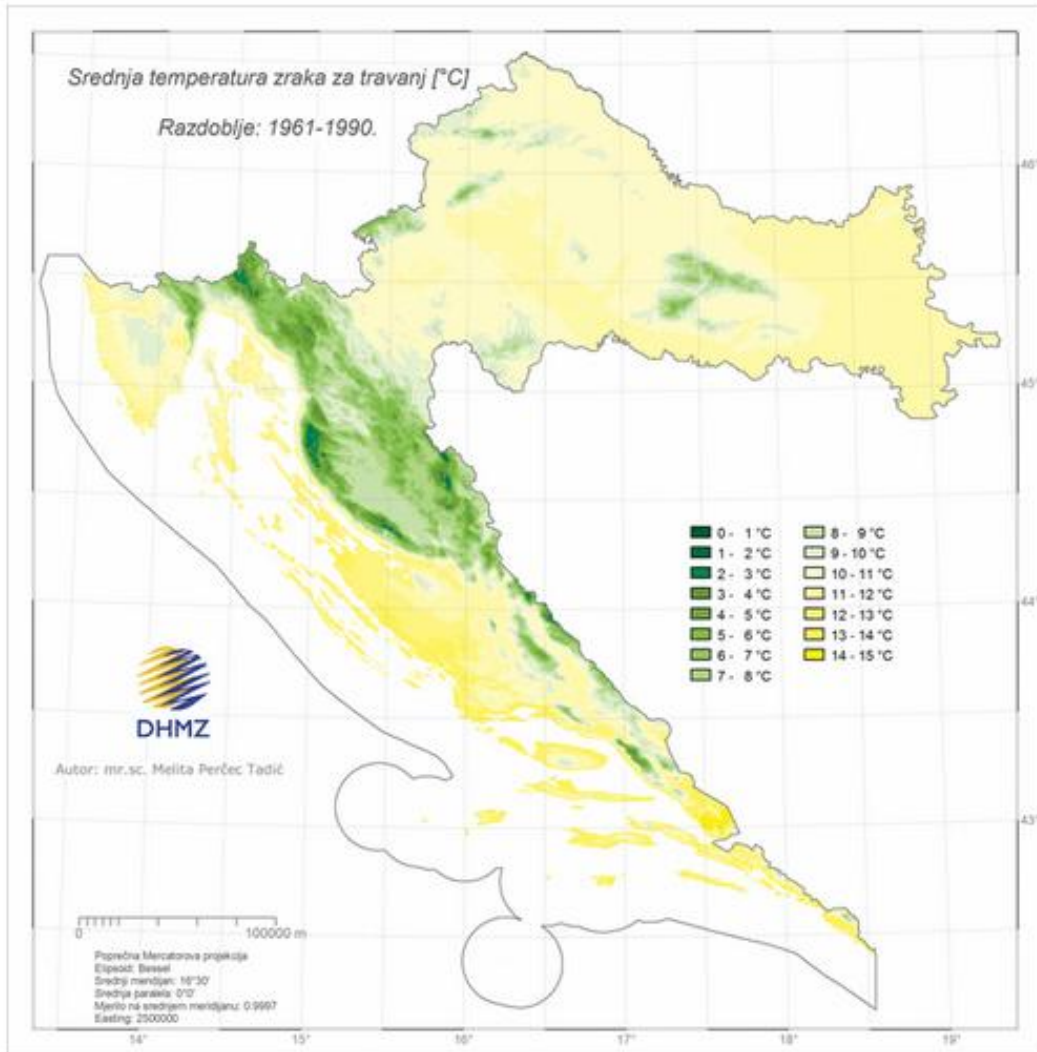 Srednja temperatura zraka za travanj [°C]
Razdoblje: 1961-1990.
46°
45°
0 - 1 °C
1 - 2 °C
2 - 3 °C
3 - 4 °C
4 - 5 °C
5 - 6 °C
6 - 7 °C
7 - 8 °C
8 - 9 °C
9 - 10 °C
10 - 11 °C
11 - 12 °C
12 - 13 °C
13 - 14 °C
14 - 15 °C
44°
DHMZ
Autor: mr.sc. Melita Perčec Tadić
43°
0 100000 m
Poprečna Mercatorova projekcija
Elipsoid: Bessel
Srednji meridijan: 16°30'
Srednja paralela: 0°0'
Mjerilo na srednjem meridijanu: 0.9997
Easting: 2500000
14° 15° 16° 17° 18° 19°